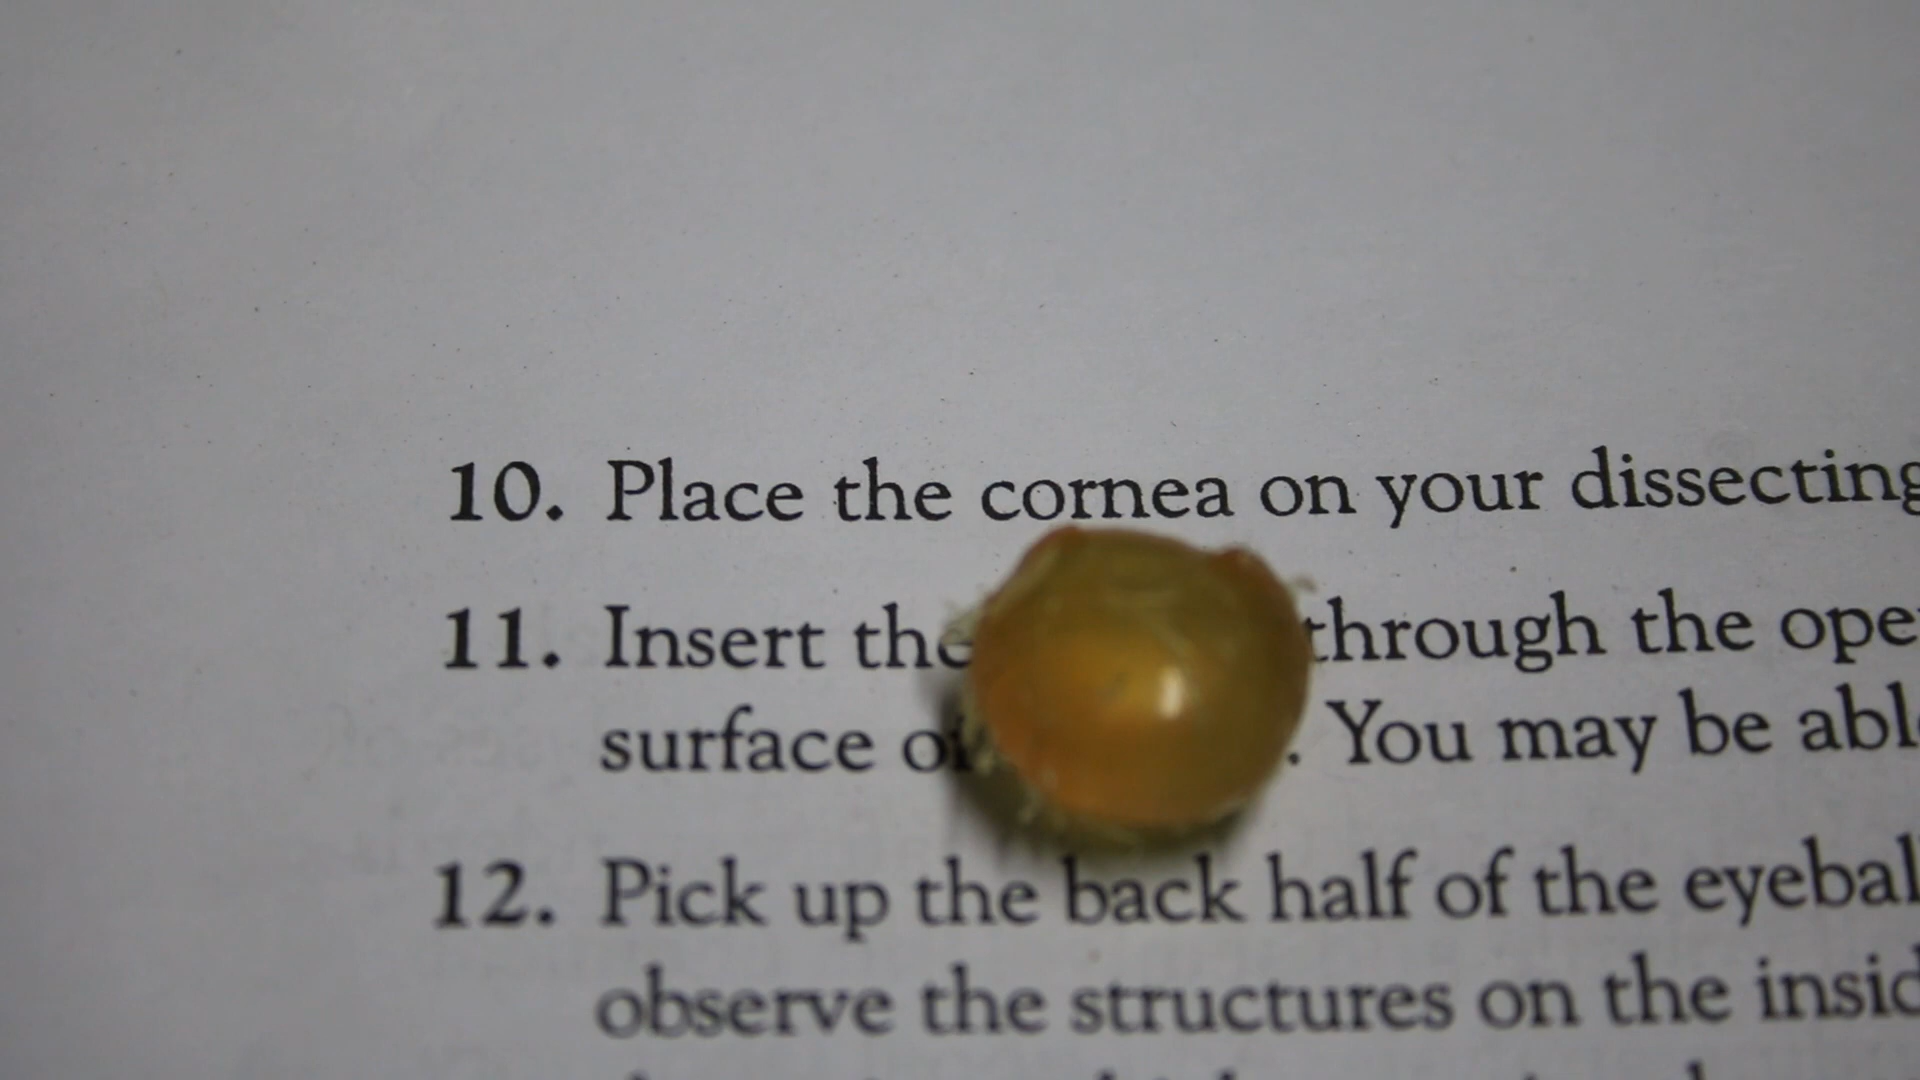 10. Place the cornea on your dissecting
11. Insert the through the ope
surface of . You may be abl
12. Pick up the back half of the eyebal
observe the structures on the insid